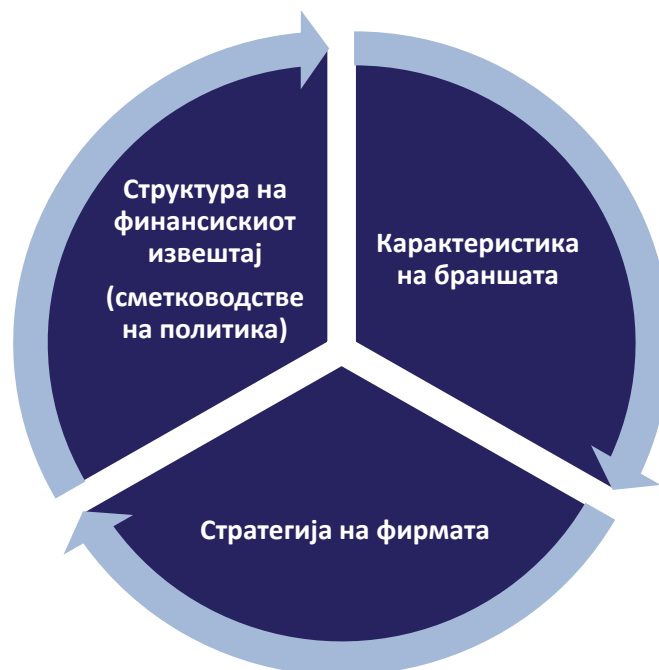 Структура на
финансискиот
извештај
(сметководстве
на политика)
Карактеристика
на браншата
Стратегија на фирмата